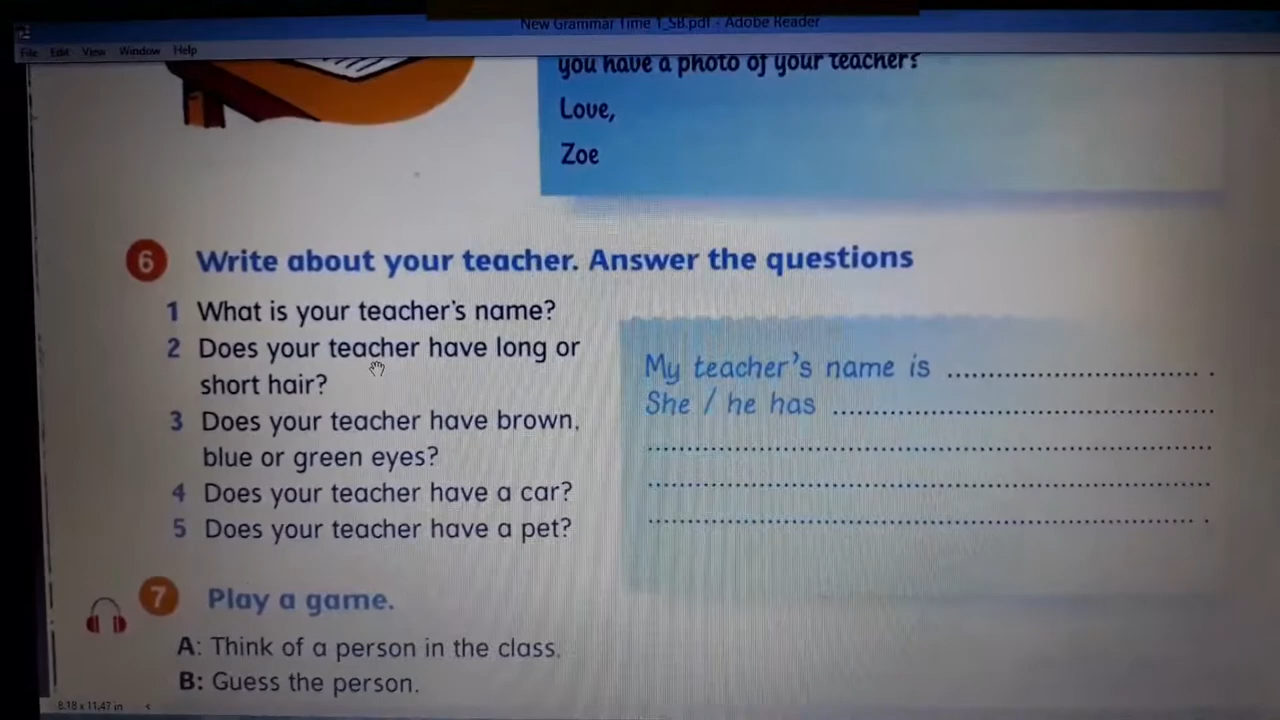 New Grammar Time 1_SB.pdf - Adobe Reader
File Edit View Window Help
you have a photo of your teacher?
Love,
Zoe
6 Write about your teacher. Answer the questions
1 What is your teacher's name?
2 Does your teacher have long or
short hair?
3 Does your teacher have brown,
blue or green eyes?
4 Does your teacher have a car?
5 Does your teacher have a pet?
My teacher's name is .................................... .
She / he has ......................................................
................................................................................
................................................................................
.............................................................................. .
7 Play a game.
A: Think of a person in the class.
B: Guess the person.
8.18 x 11.47 in